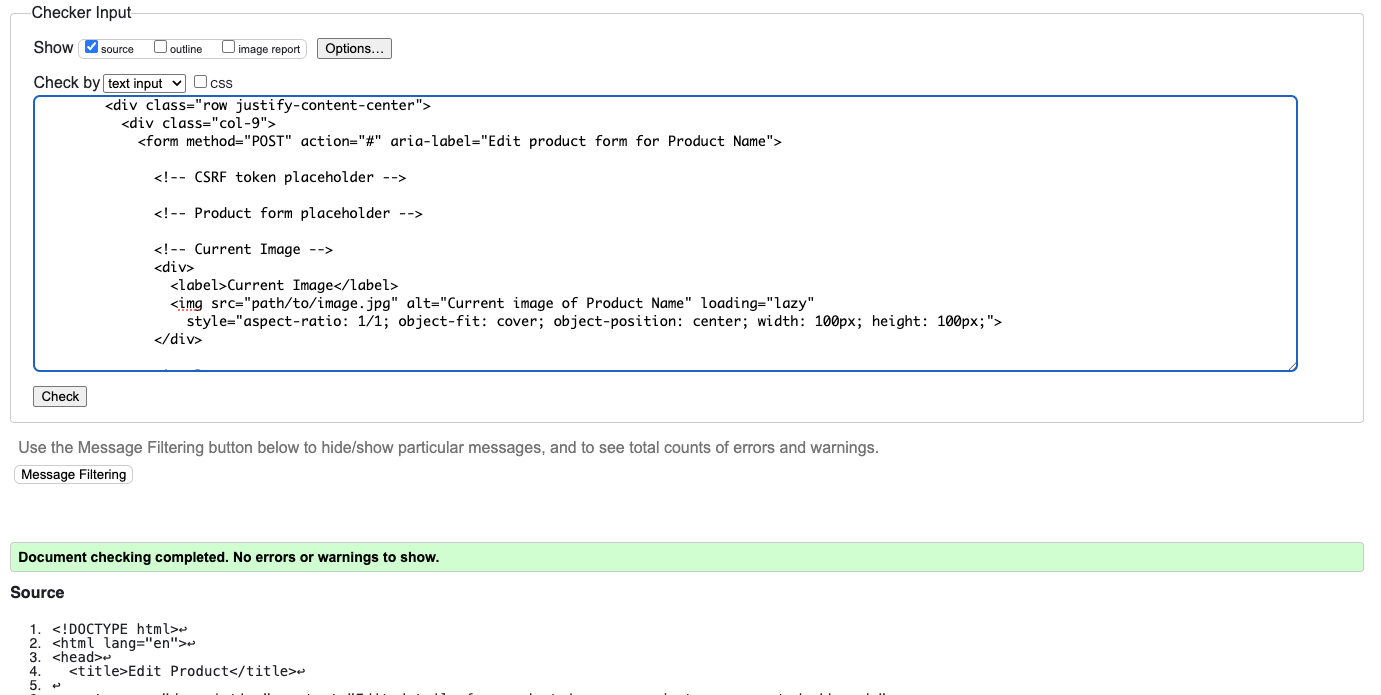 Checker Input
Show source outline image report Options...
Check by text input CSS
<div class="row justify-content-center">
<div class="col-9">
<form method="POST" action="#" aria-label="Edit product form for Product Name">
<!-- CSRF token placeholder -->
<!-- Product form placeholder -->
<!-- Current Image -->
<div>
<label>Current Image</label>
<img src="path/to/image.jpg" alt="Current image of Product Name" loading="lazy"
style="aspect-ratio: 1/1; object-fit: cover; object-position: center; width: 100px; height: 100px;">
</div>
Check
Use the Message Filtering button below to hide/show particular messages, and to see total counts of errors and warnings.
Message Filtering
Document checking completed. No errors or warnings to show.
Source
1. <!DOCTYPE html>↩
2. <html lang="en">↩
3. <head>↩
4. <title>Edit Product</title>↩
5. ↩